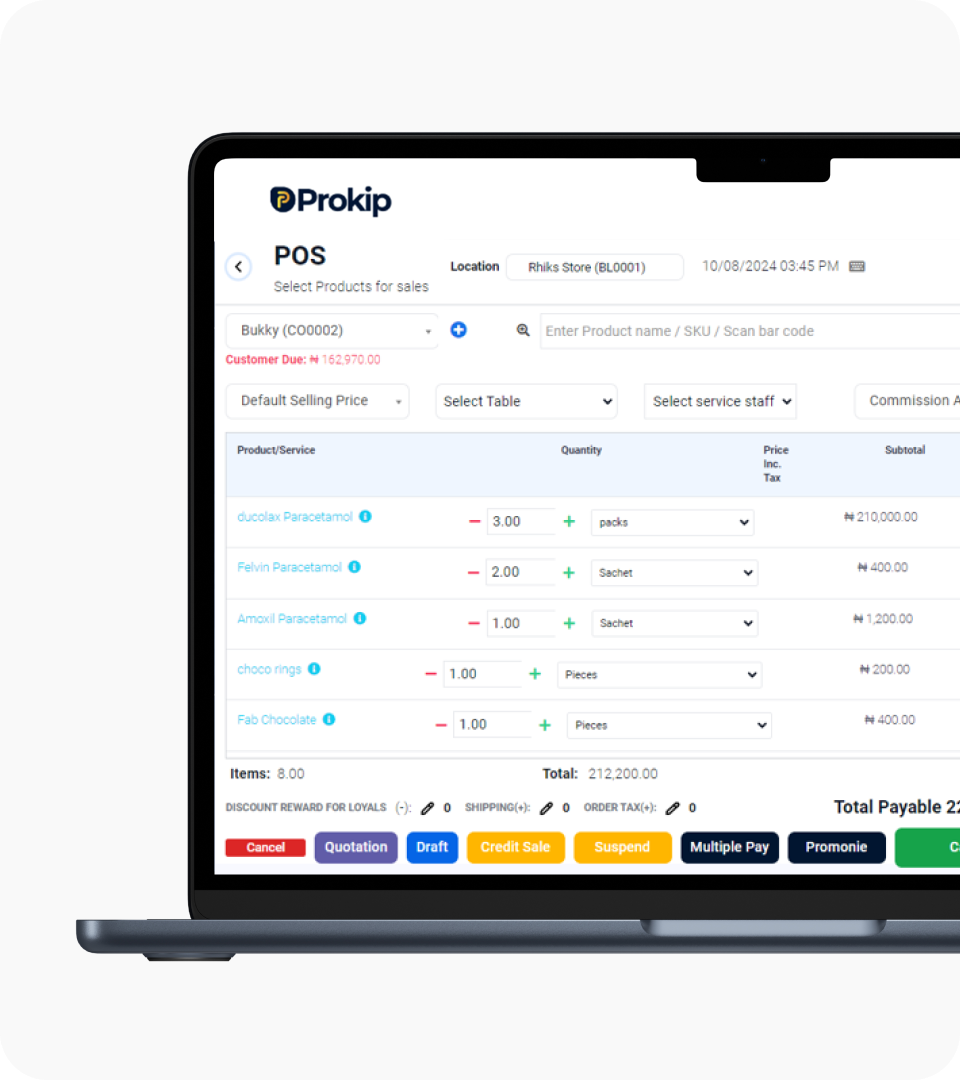 Prokip
POS
Select Products for sales
Location
Rhiks Store (BL0001)
10/08/2024 03:45 PM
Bukky (CO0002)
Enter Product name / SKU / Scan bar code
Customer Due: ₦ 162,970.00
Default Selling Price
Select Table
Select service staff
Commission A
Product/Service
Quantity
Price
Inc.
Tax
Subtotal
ducolax Paracetamol
3.00
packs
₦ 210,000.00
Felvin Paracetamol
2.00
Sachet
₦ 400.00
Amoxil Paracetamol
1.00
Sachet
₦ 1,200.00
choco rings
1.00
Pieces
₦ 200.00
Fab Chocolate
1.00
Pieces
₦ 400.00
Items: 8.00
Total: 212,200.00
DISCOUNT REWARD FOR LOYALS (-): 0
SHIPPING(+): 0
ORDER TAX(+): 0
Total Payable 22
Cancel
Quotation
Draft
Credit Sale
Suspend
Multiple Pay
Promonie